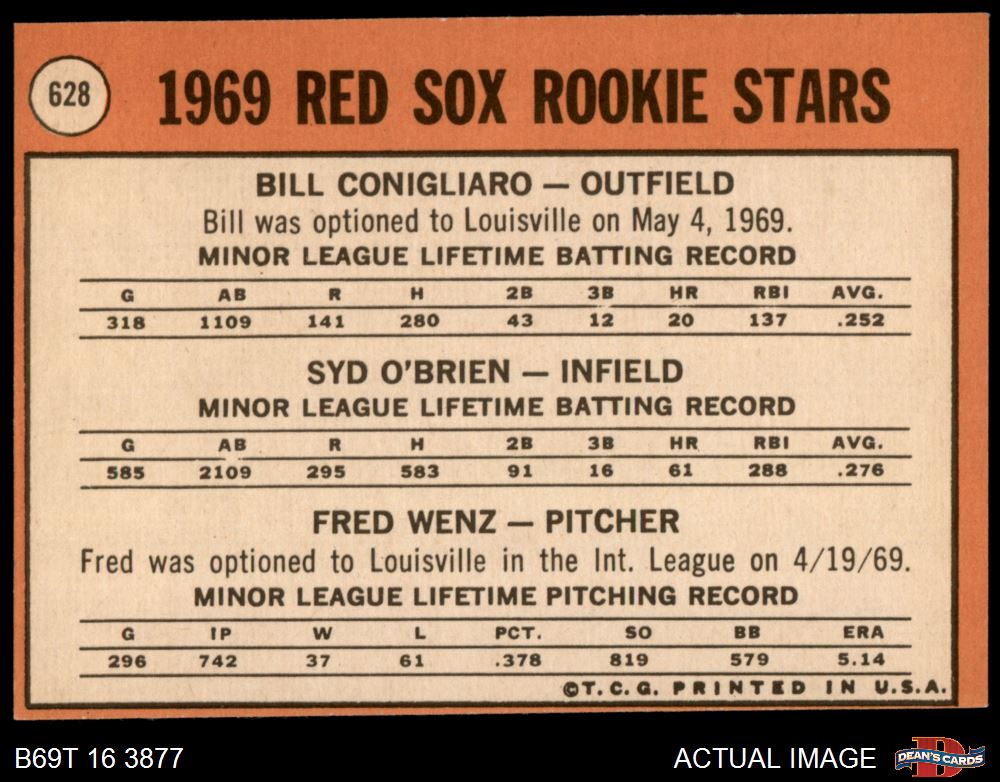 628
1969 RED SOX ROOKIE STARS
BILL CONIGLIARO — OUTFIELD
Bill was optioned to Louisville on May 4, 1969.
MINOR LEAGUE LIFETIME BATTING RECORD
G AB R H 2B 3B HR RBI AVG.
318 1109 141 280 43 12 20 137 .252
SYD O'BRIEN — INFIELD
MINOR LEAGUE LIFETIME BATTING RECORD
G AB R H 2B 3B HR RBI AVG.
585 2109 295 583 91 16 61 288 .276
FRED WENZ — PITCHER
Fred was optioned to Louisville in the Int. League on 4/19/69.
MINOR LEAGUE LIFETIME PITCHING RECORD
G IP W L PCT. SO BB ERA
296 742 37 61 .378 819 579 5.14
©T.C.G. PRINTED IN U.S.A.
B69T 16 3877
ACTUAL IMAGE
D
DEAN'S CARDS